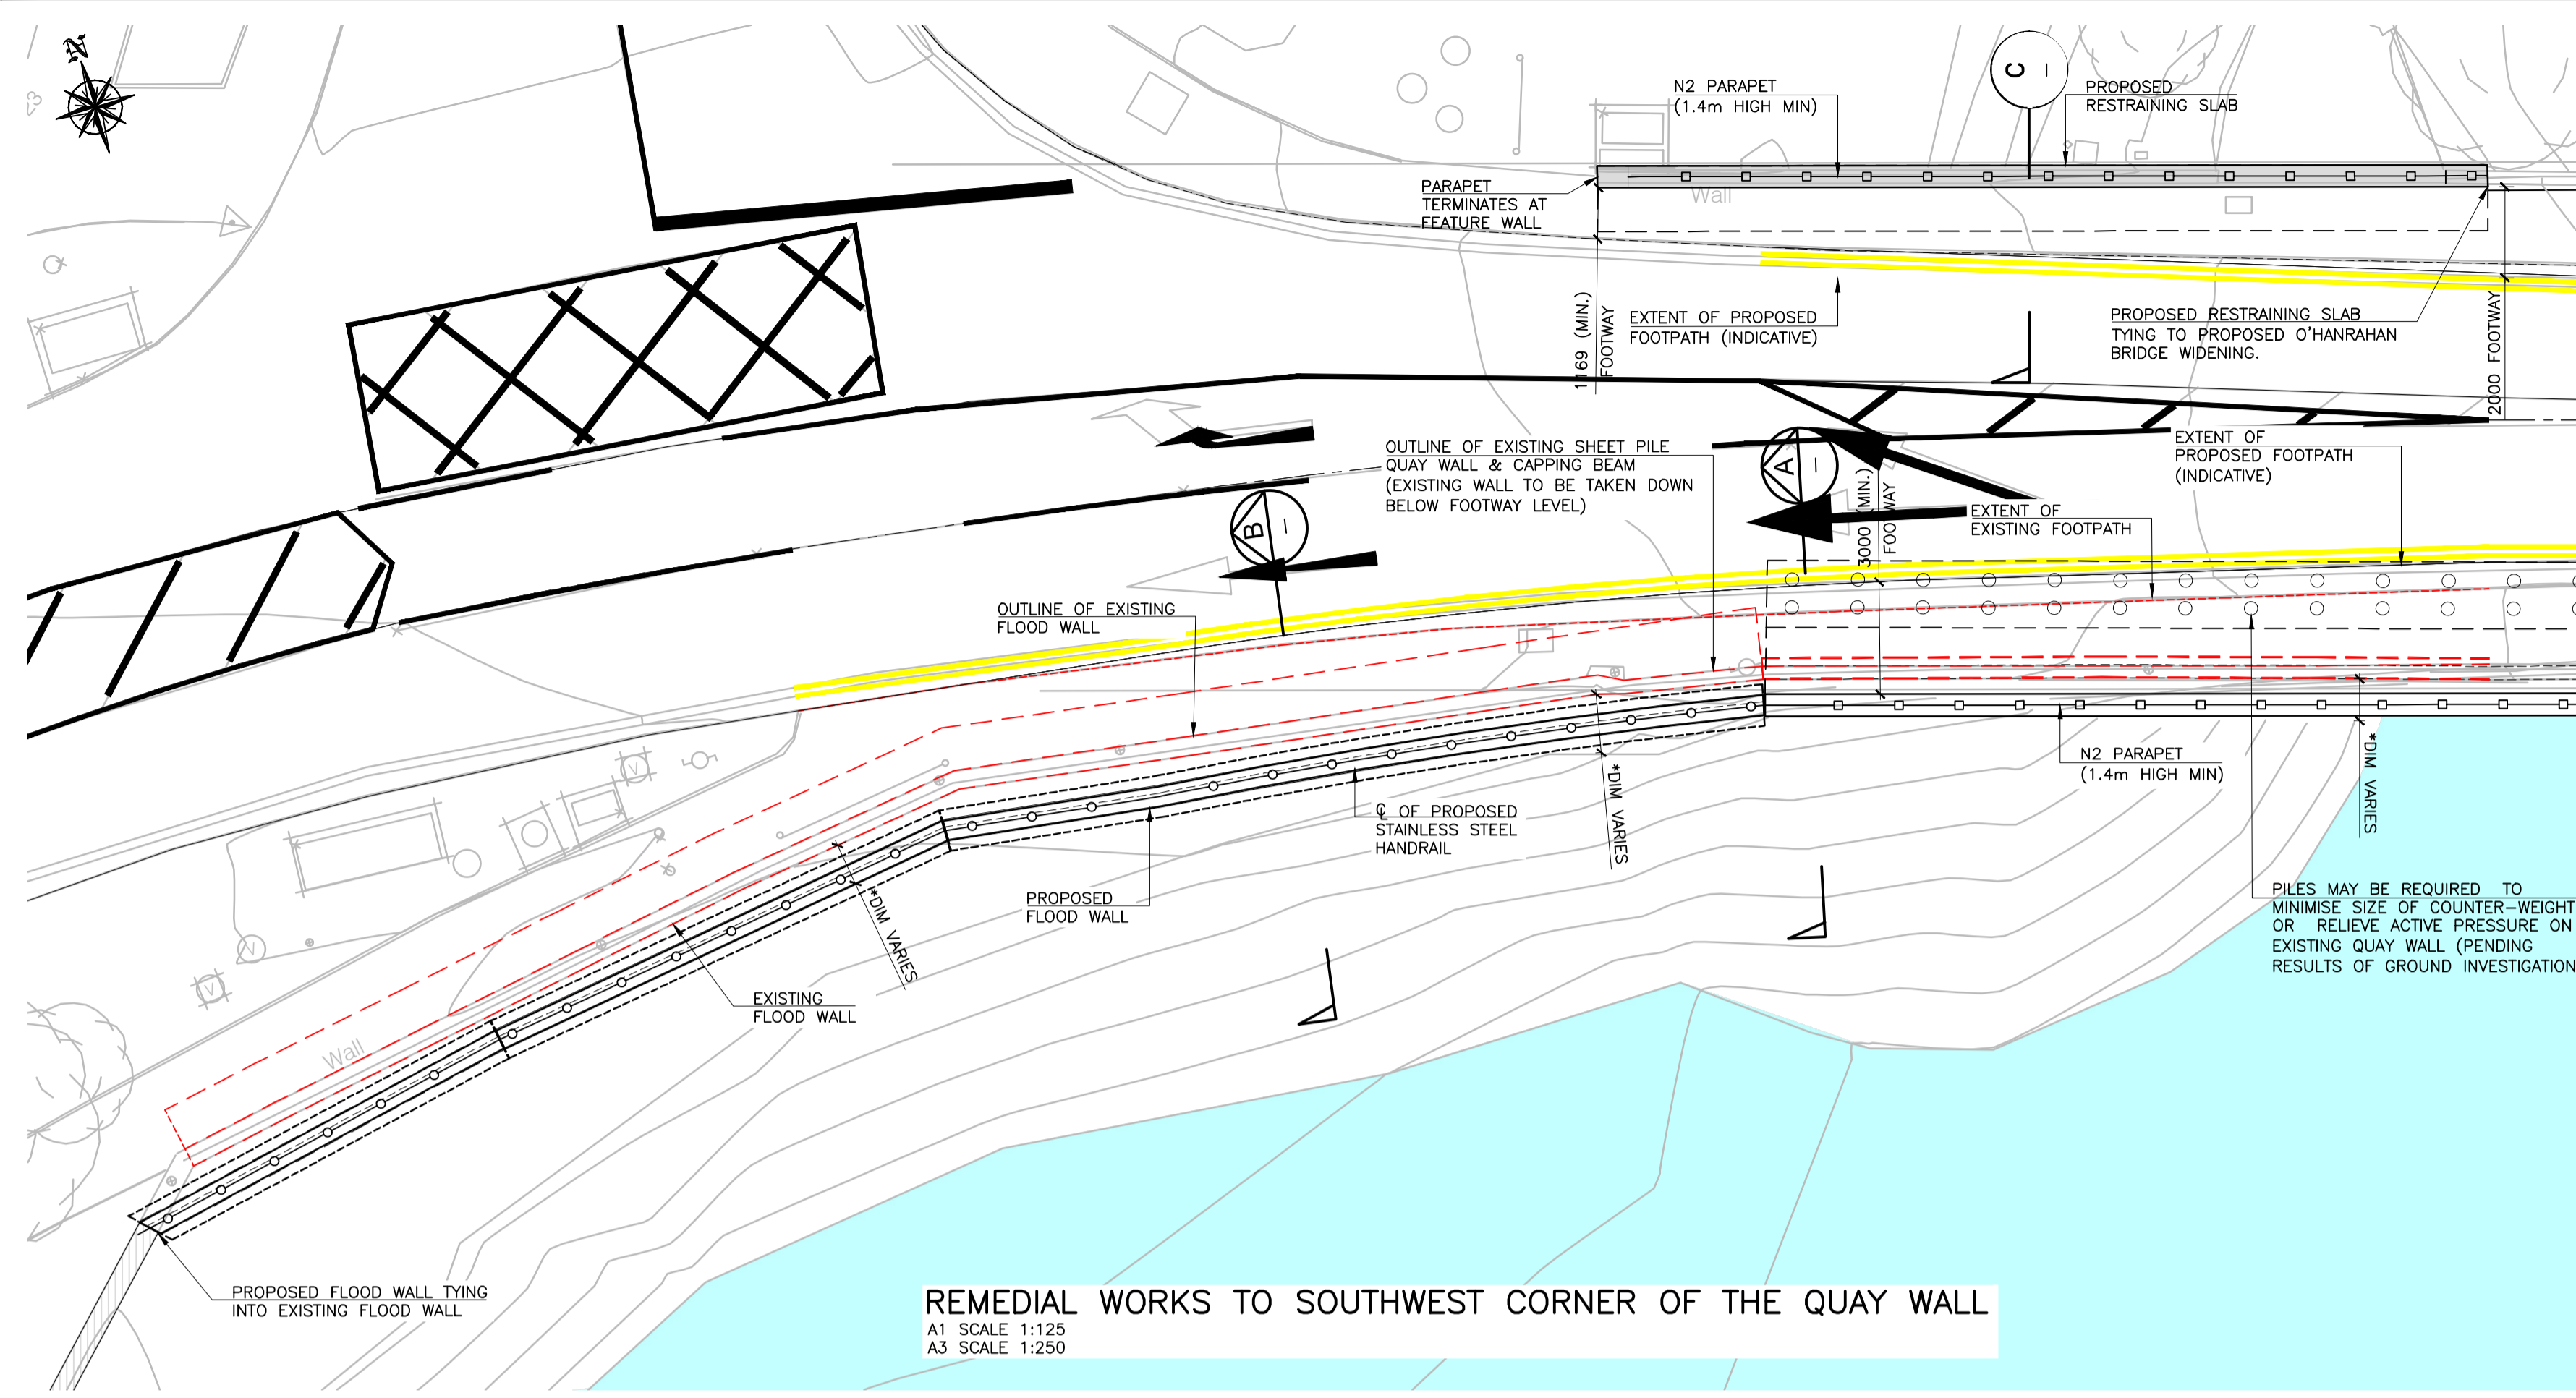 N
N2 PARAPET
(1.4m HIGH MIN)
C
–
PROPOSED
RESTRAINING SLAB
PARAPET
TERMINATES AT
FEATURE WALL
Wall
1169 (MIN.)
FOOTWAY
EXTENT OF PROPOSED
FOOTPATH (INDICATIVE)
PROPOSED RESTRAINING SLAB
TYING TO PROPOSED O'HANRAHAN
BRIDGE WIDENING.
2000 FOOTWAY
OUTLINE OF EXISTING SHEET PILE
QUAY WALL & CAPPING BEAM
(EXISTING WALL TO BE TAKEN DOWN
BELOW FOOTWAY LEVEL)
A
–
3000 (MIN.)
FOOTWAY
EXTENT OF
PROPOSED FOOTPATH
(INDICATIVE)
EXTENT OF
EXISTING FOOTPATH
B
–
OUTLINE OF EXISTING
FLOOD WALL
V
N2 PARAPET
(1.4m HIGH MIN)
*DIM VARIES
*DIM VARIES
℄ OF PROPOSED
STAINLESS STEEL
HANDRAIL
*DIM VARIES
PROPOSED
FLOOD WALL
PILES MAY BE REQUIRED TO
MINIMISE SIZE OF COUNTER-WEIGHT
OR RELIEVE ACTIVE PRESSURE ON
EXISTING QUAY WALL (PENDING
RESULTS OF GROUND INVESTIGATION
V
V
EXISTING
FLOOD WALL
Wall
PROPOSED FLOOD WALL TYING
INTO EXISTING FLOOD WALL
REMEDIAL WORKS TO SOUTHWEST CORNER OF THE QUAY WALL
A1 SCALE 1:125
A3 SCALE 1:250